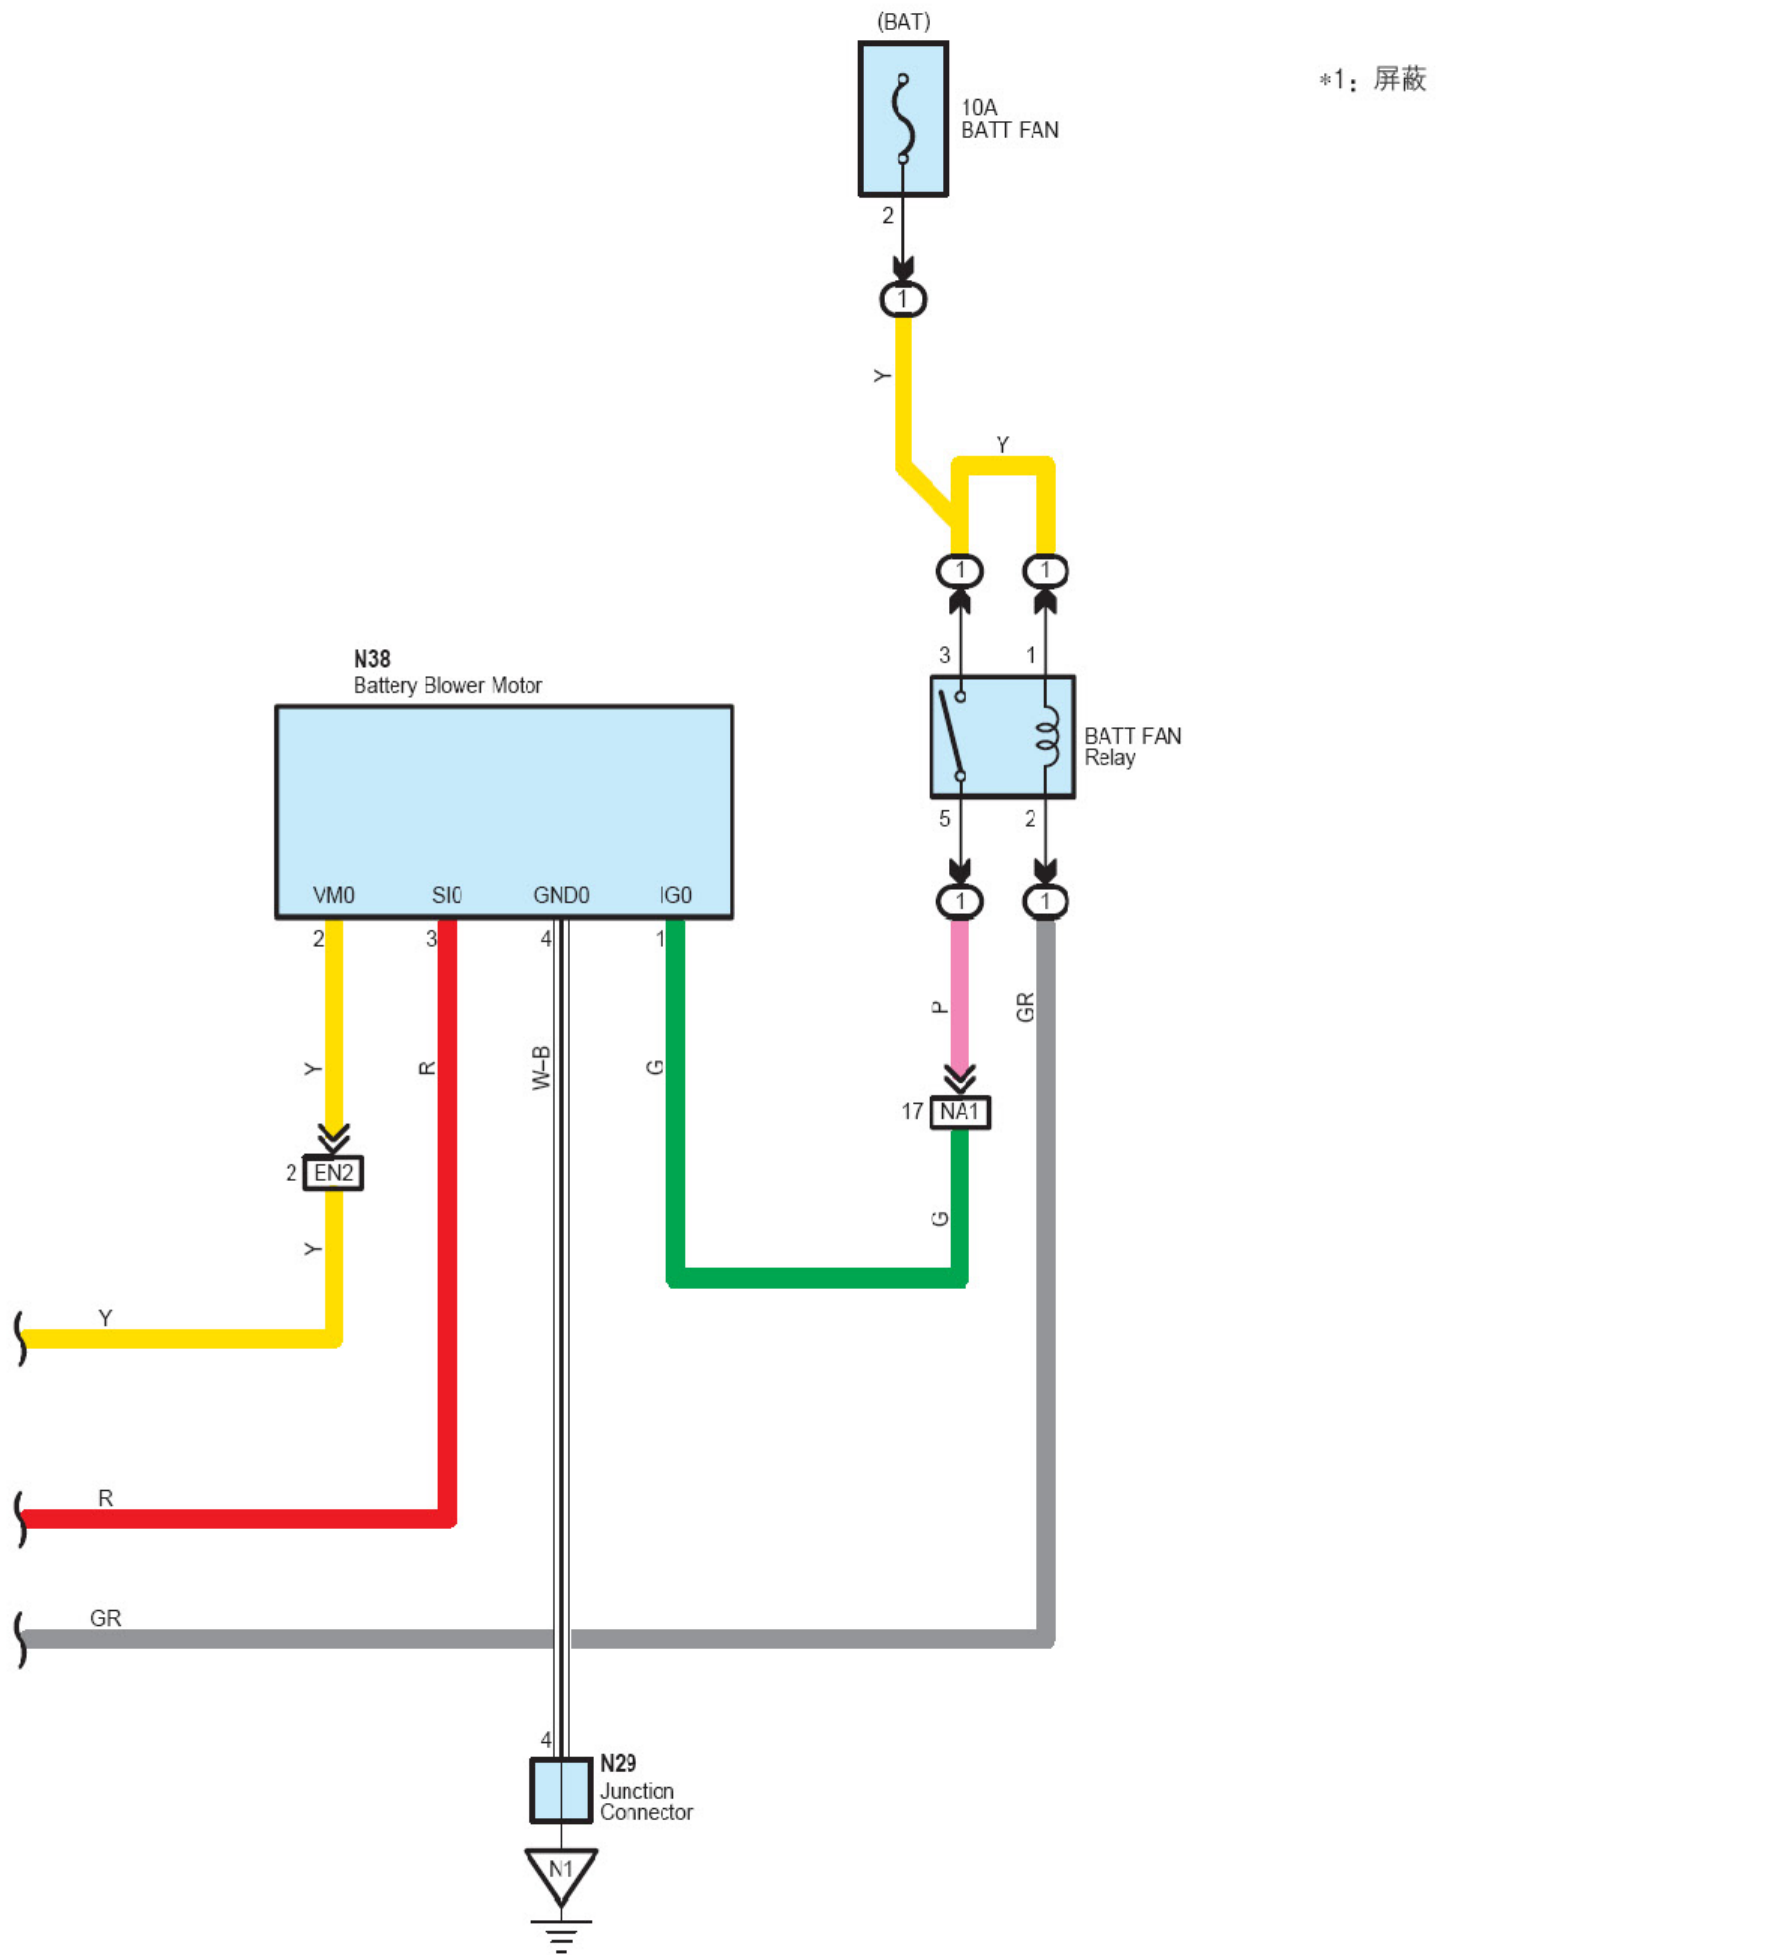 (BAT)
*1：屏蔽
10A
BATT FAN
2
1
Y
Y
1
1
N38
Battery Blower Motor
3
1
BATT FAN
Relay
5
2
VM0
SI0
GND0
IG0
1
1
2
3
4
1
P
GR
Y
R
W–B
G
17
NA1
2
EN2
G
Y
Y
R
GR
4
N29
Junction
Connector
N1